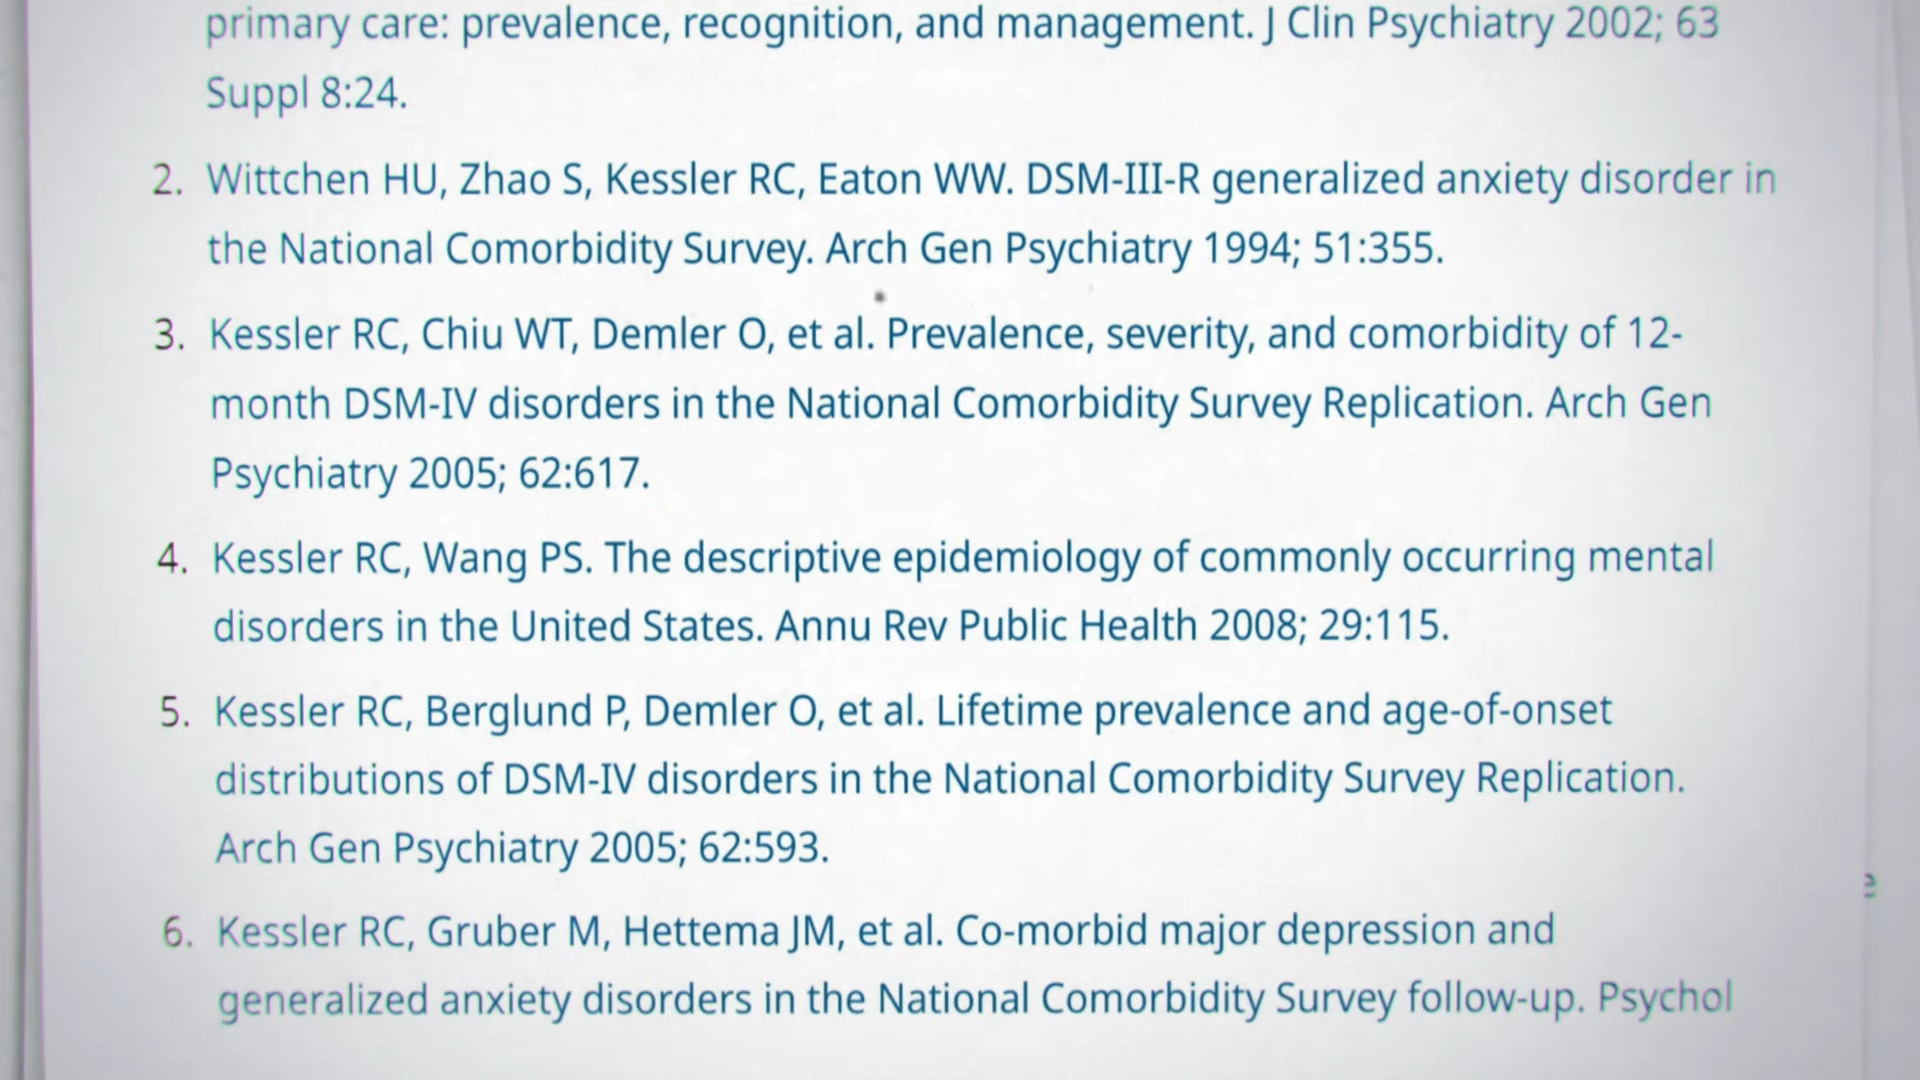 primary care: prevalence, recognition, and management. J Clin Psychiatry 2002; 63
Suppl 8:24.
2. Wittchen HU, Zhao S, Kessler RC, Eaton WW. DSM-III-R generalized anxiety disorder in
the National Comorbidity Survey. Arch Gen Psychiatry 1994; 51:355.
3. Kessler RC, Chiu WT, Demler O, et al. Prevalence, severity, and comorbidity of 12-
month DSM-IV disorders in the National Comorbidity Survey Replication. Arch Gen
Psychiatry 2005; 62:617.
4. Kessler RC, Wang PS. The descriptive epidemiology of commonly occurring mental
disorders in the United States. Annu Rev Public Health 2008; 29:115.
5. Kessler RC, Berglund P, Demler O, et al. Lifetime prevalence and age-of-onset
distributions of DSM-IV disorders in the National Comorbidity Survey Replication.
Arch Gen Psychiatry 2005; 62:593.
6. Kessler RC, Gruber M, Hettema JM, et al. Co-morbid major depression and
generalized anxiety disorders in the National Comorbidity Survey follow-up. Psychol